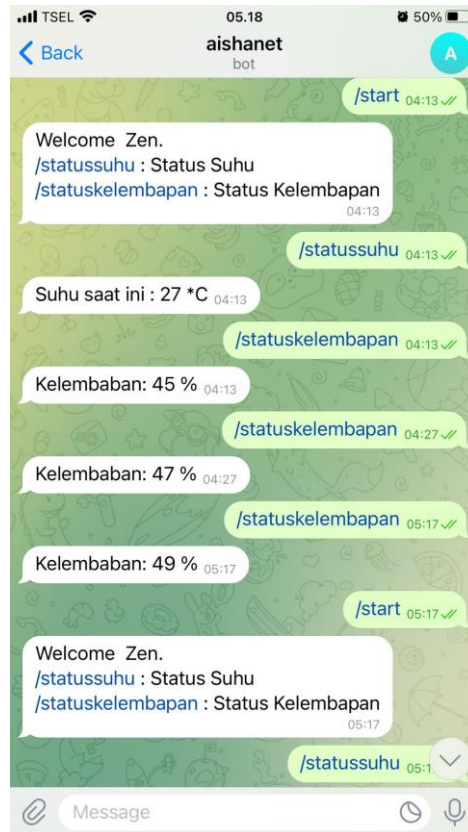 TSEL 05.18 50%
Back aishanet A
bot
/start 04:13
Welcome Zen.
/statussuhu : Status Suhu
/statuskelembapan : Status Kelembapan
04:13
/statussuhu 04:13
Suhu saat ini : 27 *C 04:13
/statuskelembapan 04:13
Kelembaban: 45 % 04:13
/statuskelembapan 04:27
Kelembaban: 47 % 04:27
/statuskelembapan 05:17
Kelembaban: 49 % 05:17
/start 05:17
Welcome Zen.
/statussuhu : Status Suhu
/statuskelembapan : Status Kelembapan
05:17
/statussuhu
Message